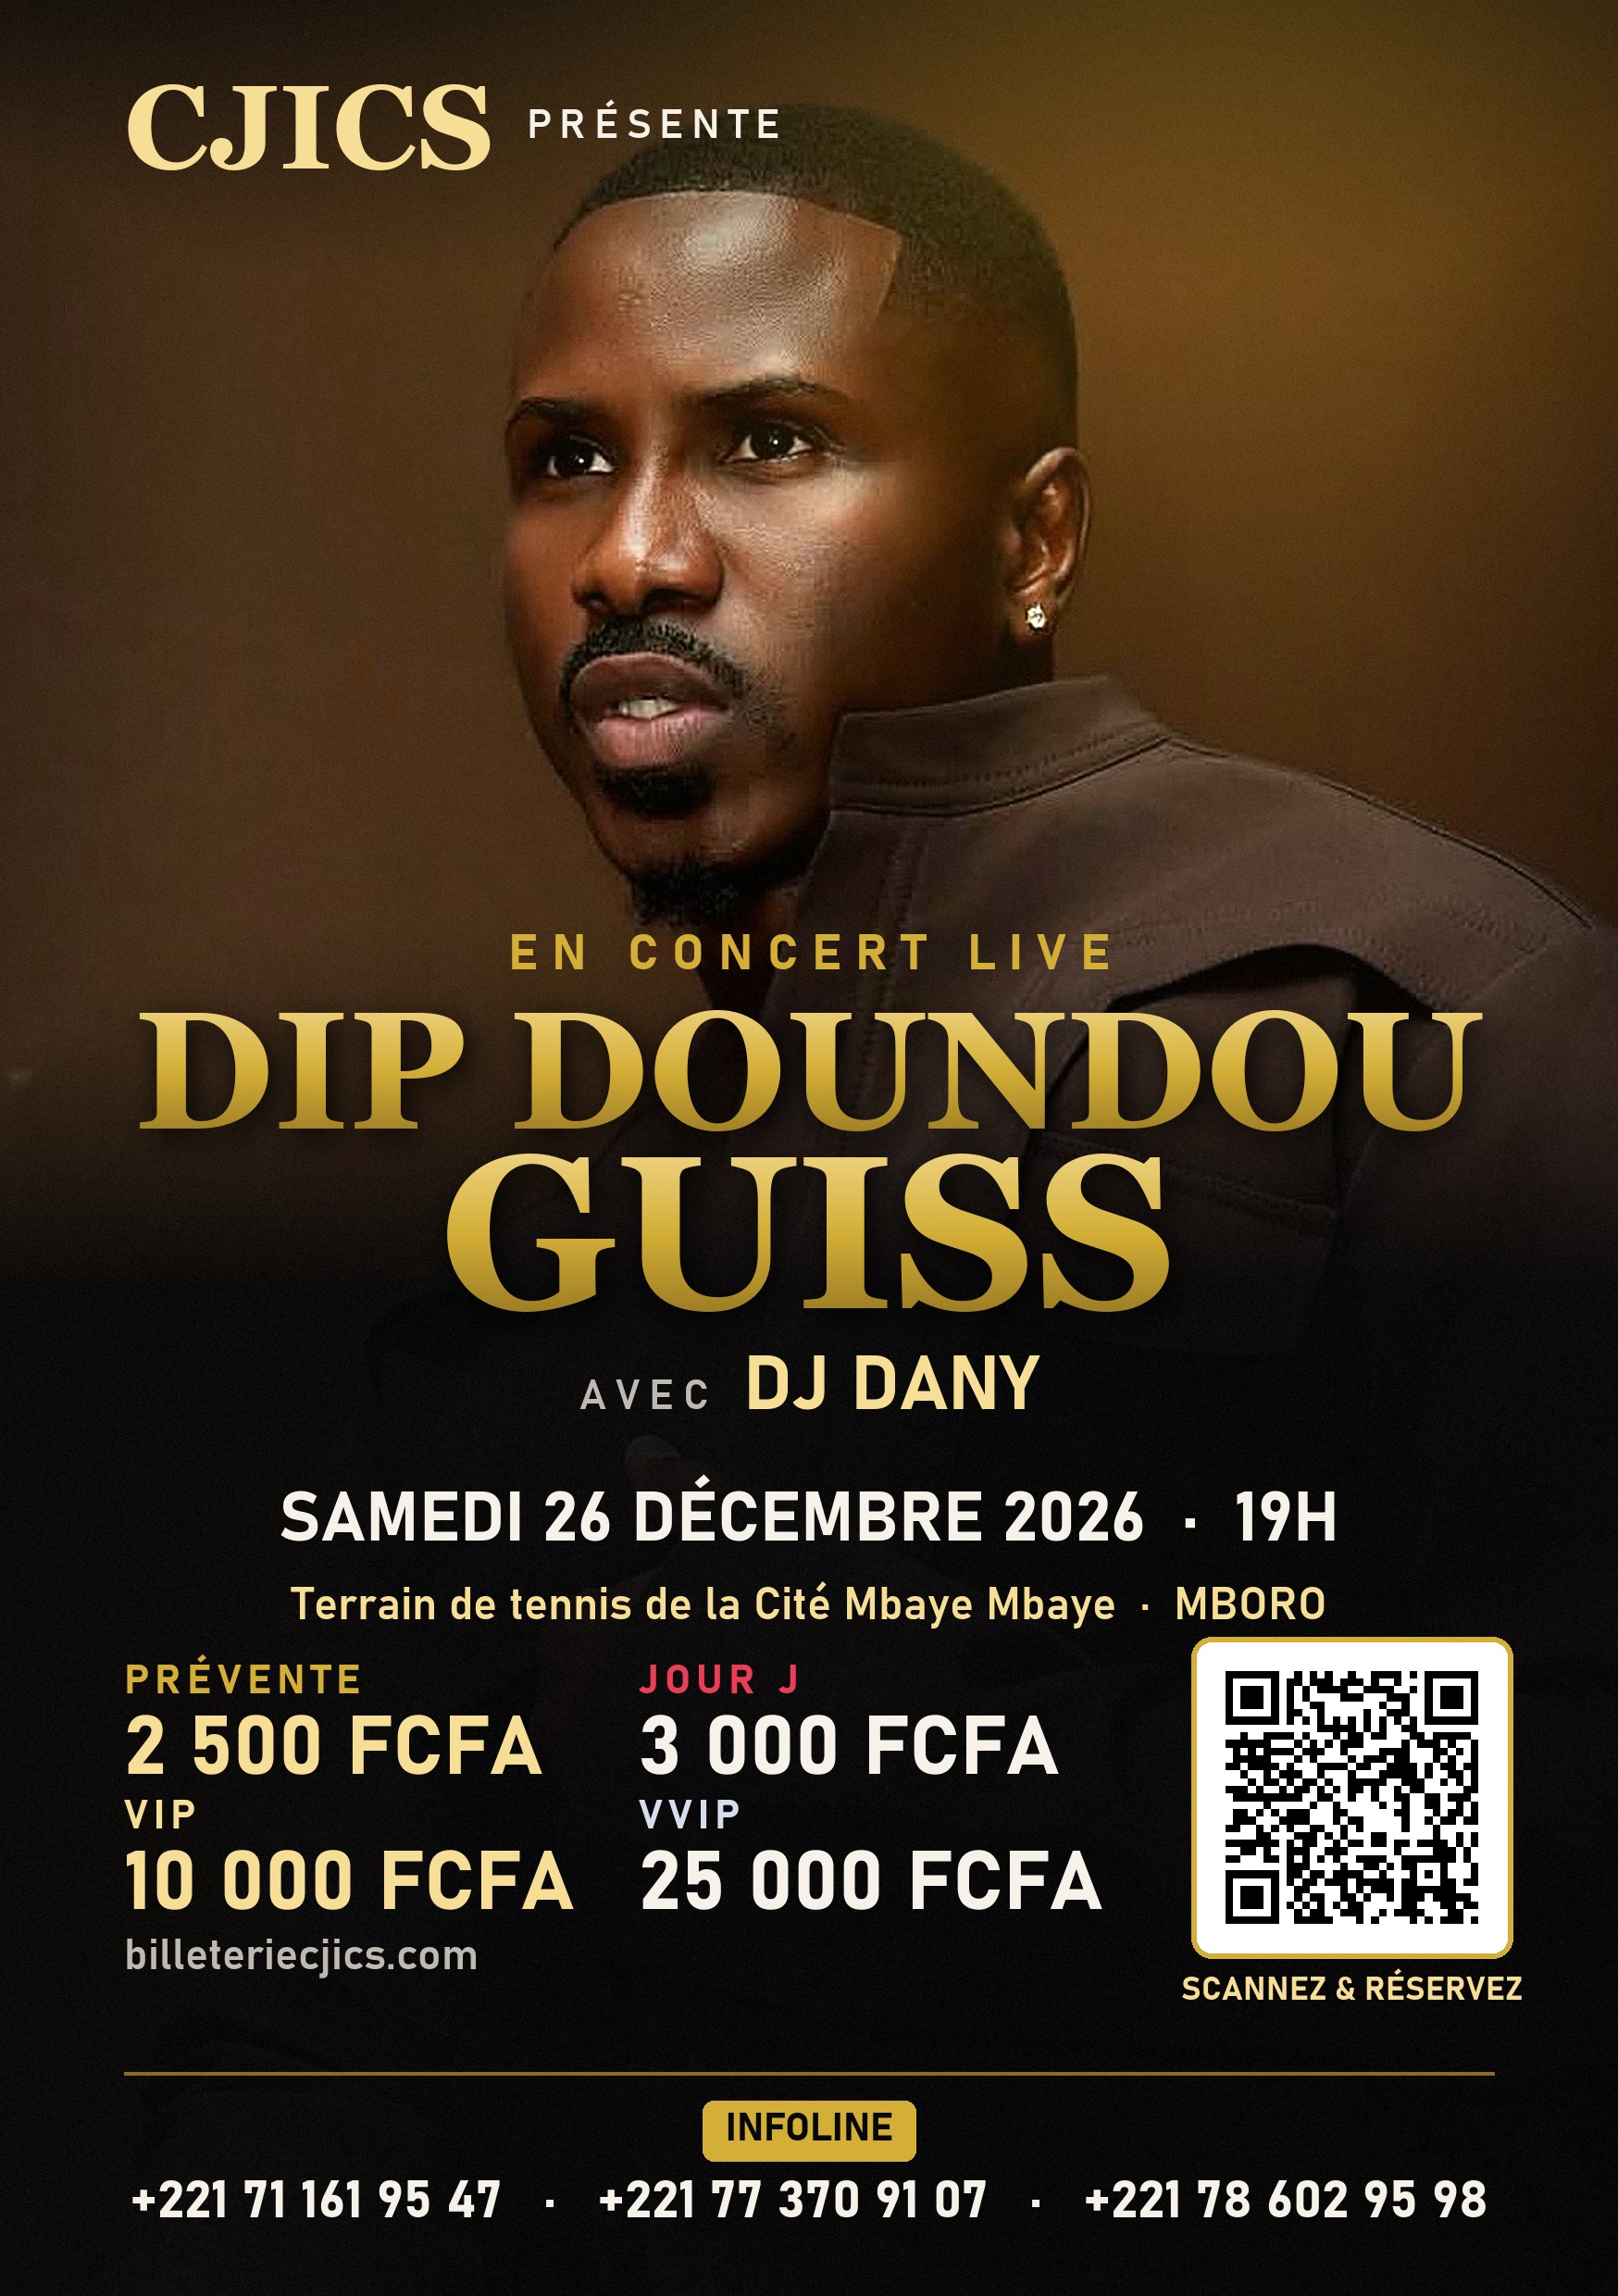 CJICS PRÉSENTE
EN CONCERT LIVE
DIP DOUNDOU
GUISS
AVEC DJ DANY
SAMEDI 26 DÉCEMBRE 2026 · 19H
Terrain de tennis de la Cité Mbaye Mbaye · MBORO
PRÉVENTE
2 500 FCFA
JOUR J
3 000 FCFA
VIP
10 000 FCFA
VVIP
25 000 FCFA
billeteriecjics.com
SCANNEZ & RÉSERVEZ
INFOLINE
+221 71 161 95 47 · +221 77 370 91 07 · +221 78 602 95 98